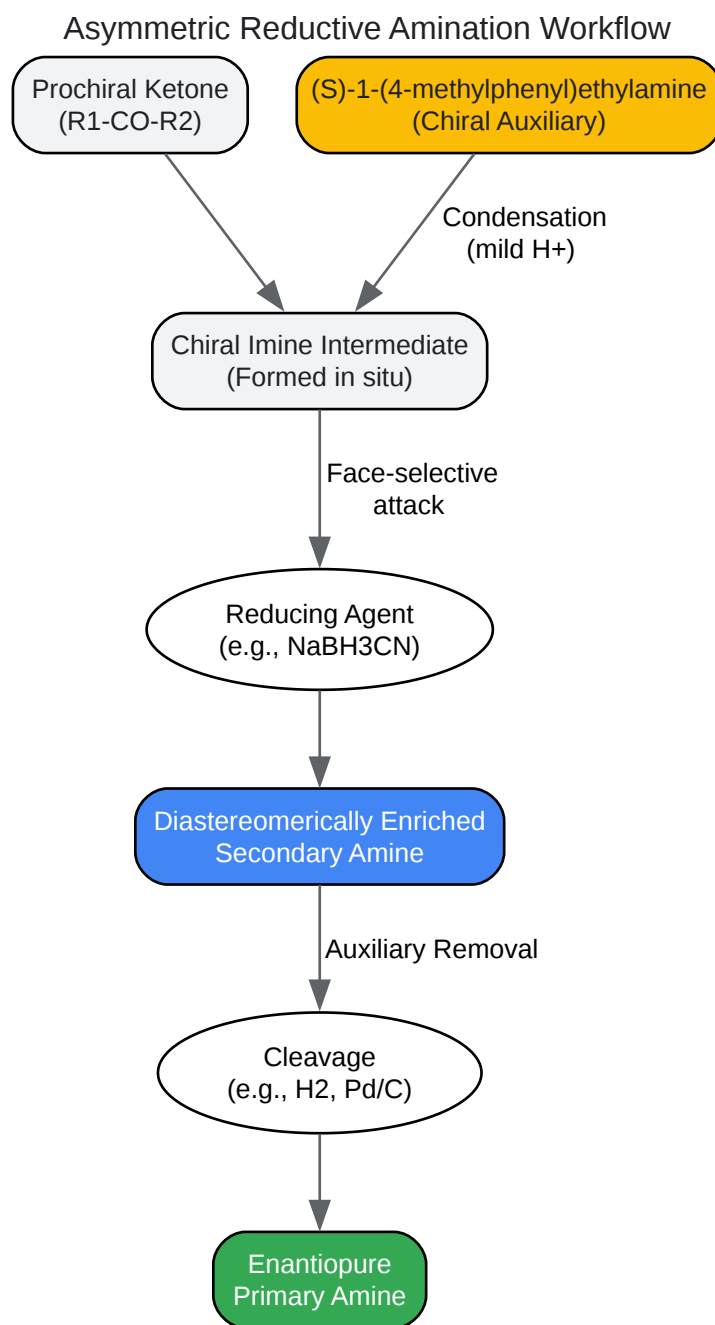 Asymmetric Reductive Amination Workflow
Prochiral Ketone
(R1-CO-R2)
(S)-1-(4-methylphenyl)ethylamine
(Chiral Auxiliary)
Condensation
(mild H+)
Chiral Imine Intermediate
(Formed in situ)
Face-selective
attack
Reducing Agent
(e.g., NaBH3CN)
Diastereomerically Enriched
Secondary Amine
Auxiliary Removal
Cleavage
(e.g., H2, Pd/C)
Enantiopure
Primary Amine